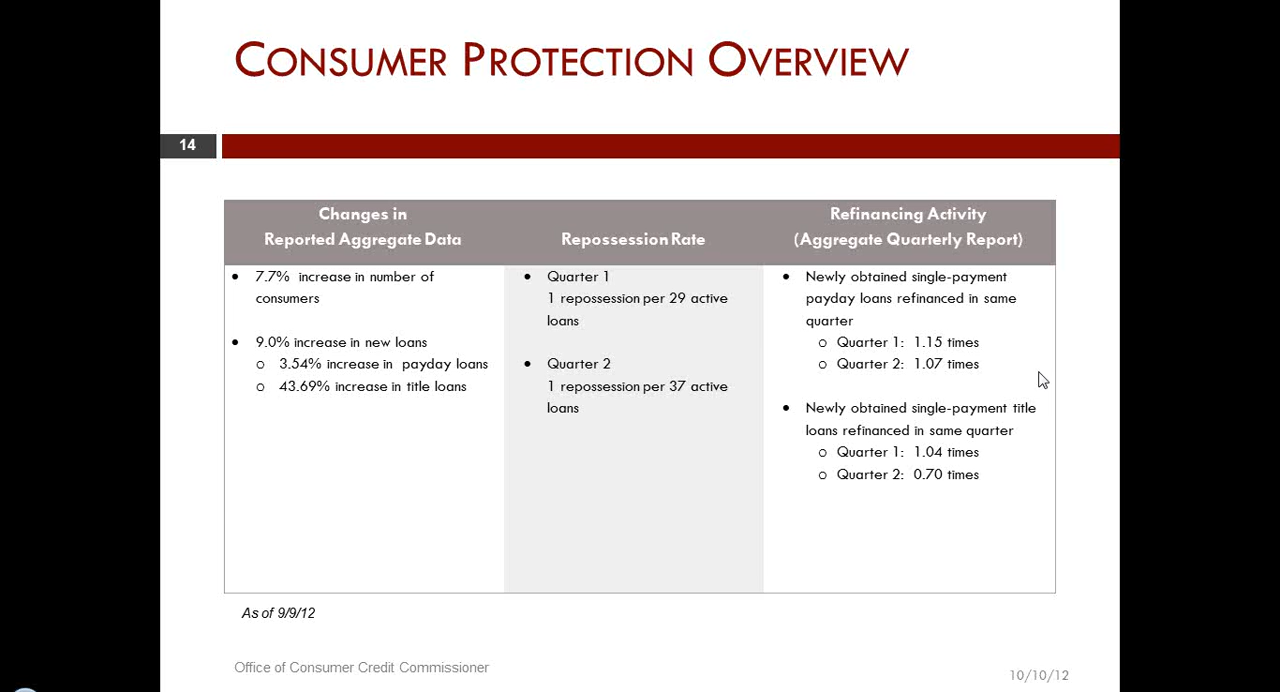 CONSUMER PROTECTION OVERVIEW
14
Changes in
Reported Aggregate Data
Repossession Rate
Refinancing Activity
(Aggregate Quarterly Report)
• 7.7% increase in number of
consumers
• 9.0% increase in new loans
o 3.54% increase in payday loans
o 43.69% increase in title loans
• Quarter 1
1 repossession per 29 active
loans
• Quarter 2
1 repossession per 37 active
loans
• Newly obtained single-payment
payday loans refinanced in same
quarter
o Quarter 1: 1.15 times
o Quarter 2: 1.07 times
• Newly obtained single-payment title
loans refinanced in same quarter
o Quarter 1: 1.04 times
o Quarter 2: 0.70 times
As of 9/9/12
Office of Consumer Credit Commissioner
10/10/12